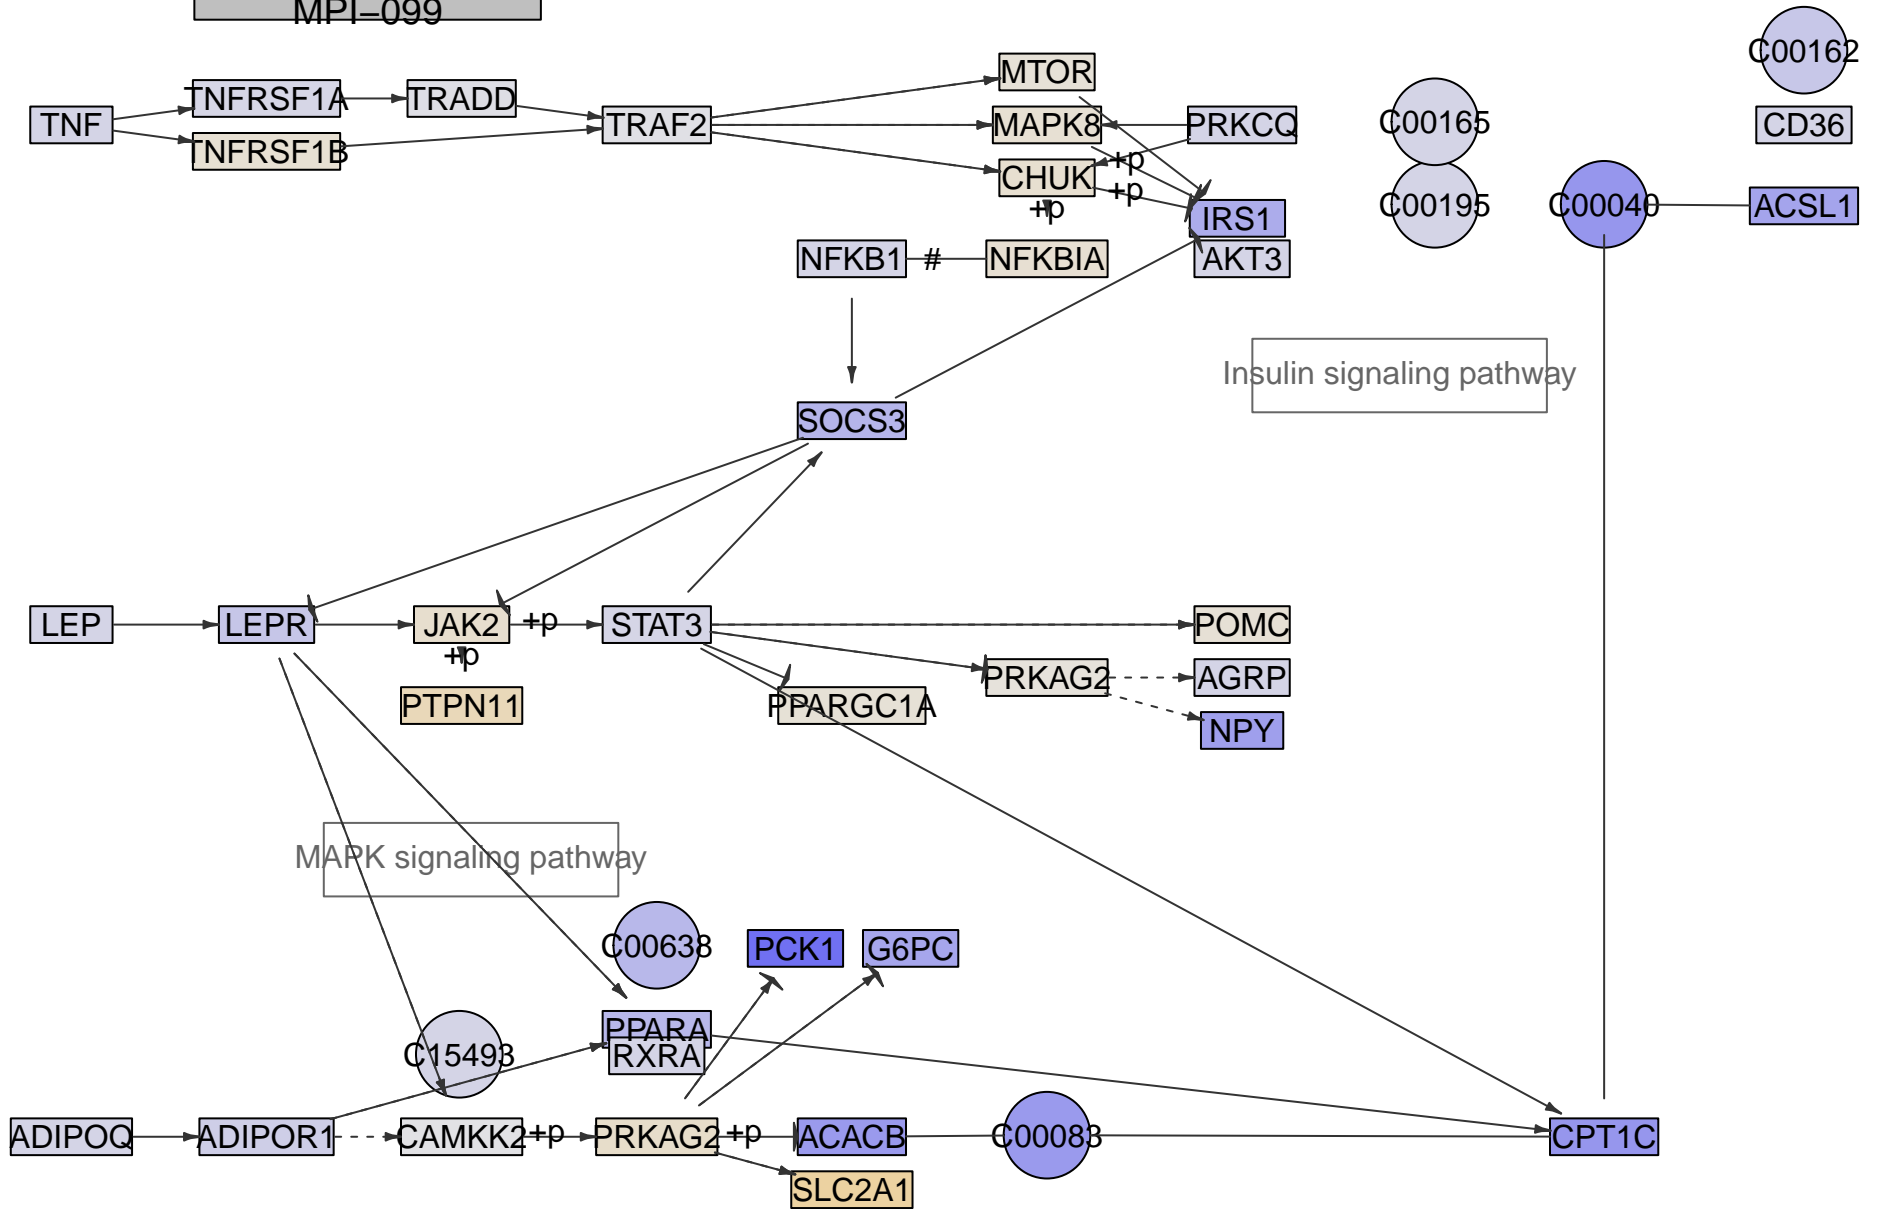 MPI–099
C00162
TNF
TNFRSF1A
TRADD
TNFRSF1B
TRAF2
MTOR
MAPK8
PRKCQ
CHUK
+p
+p
+p
C00165
C00195
CD36
C00040
ACSL1
IRS1
AKT3
NFKB1
#
NFKBIA
Insulin signaling pathway
SOCS3
LEP
LEPR
JAK2
+p
STAT3
POMC
+p
PTPN11
PPARGC1A
PRKAG2
AGRP
NPY
MAPK signaling pathway
C00638
PCK1
G6PC
C15493
PPARA
RXRA
ADIPOQ
ADIPOR1
CAMKK2
+p
PRKAG2
+p
ACACB
C00083
CPT1C
SLC2A1